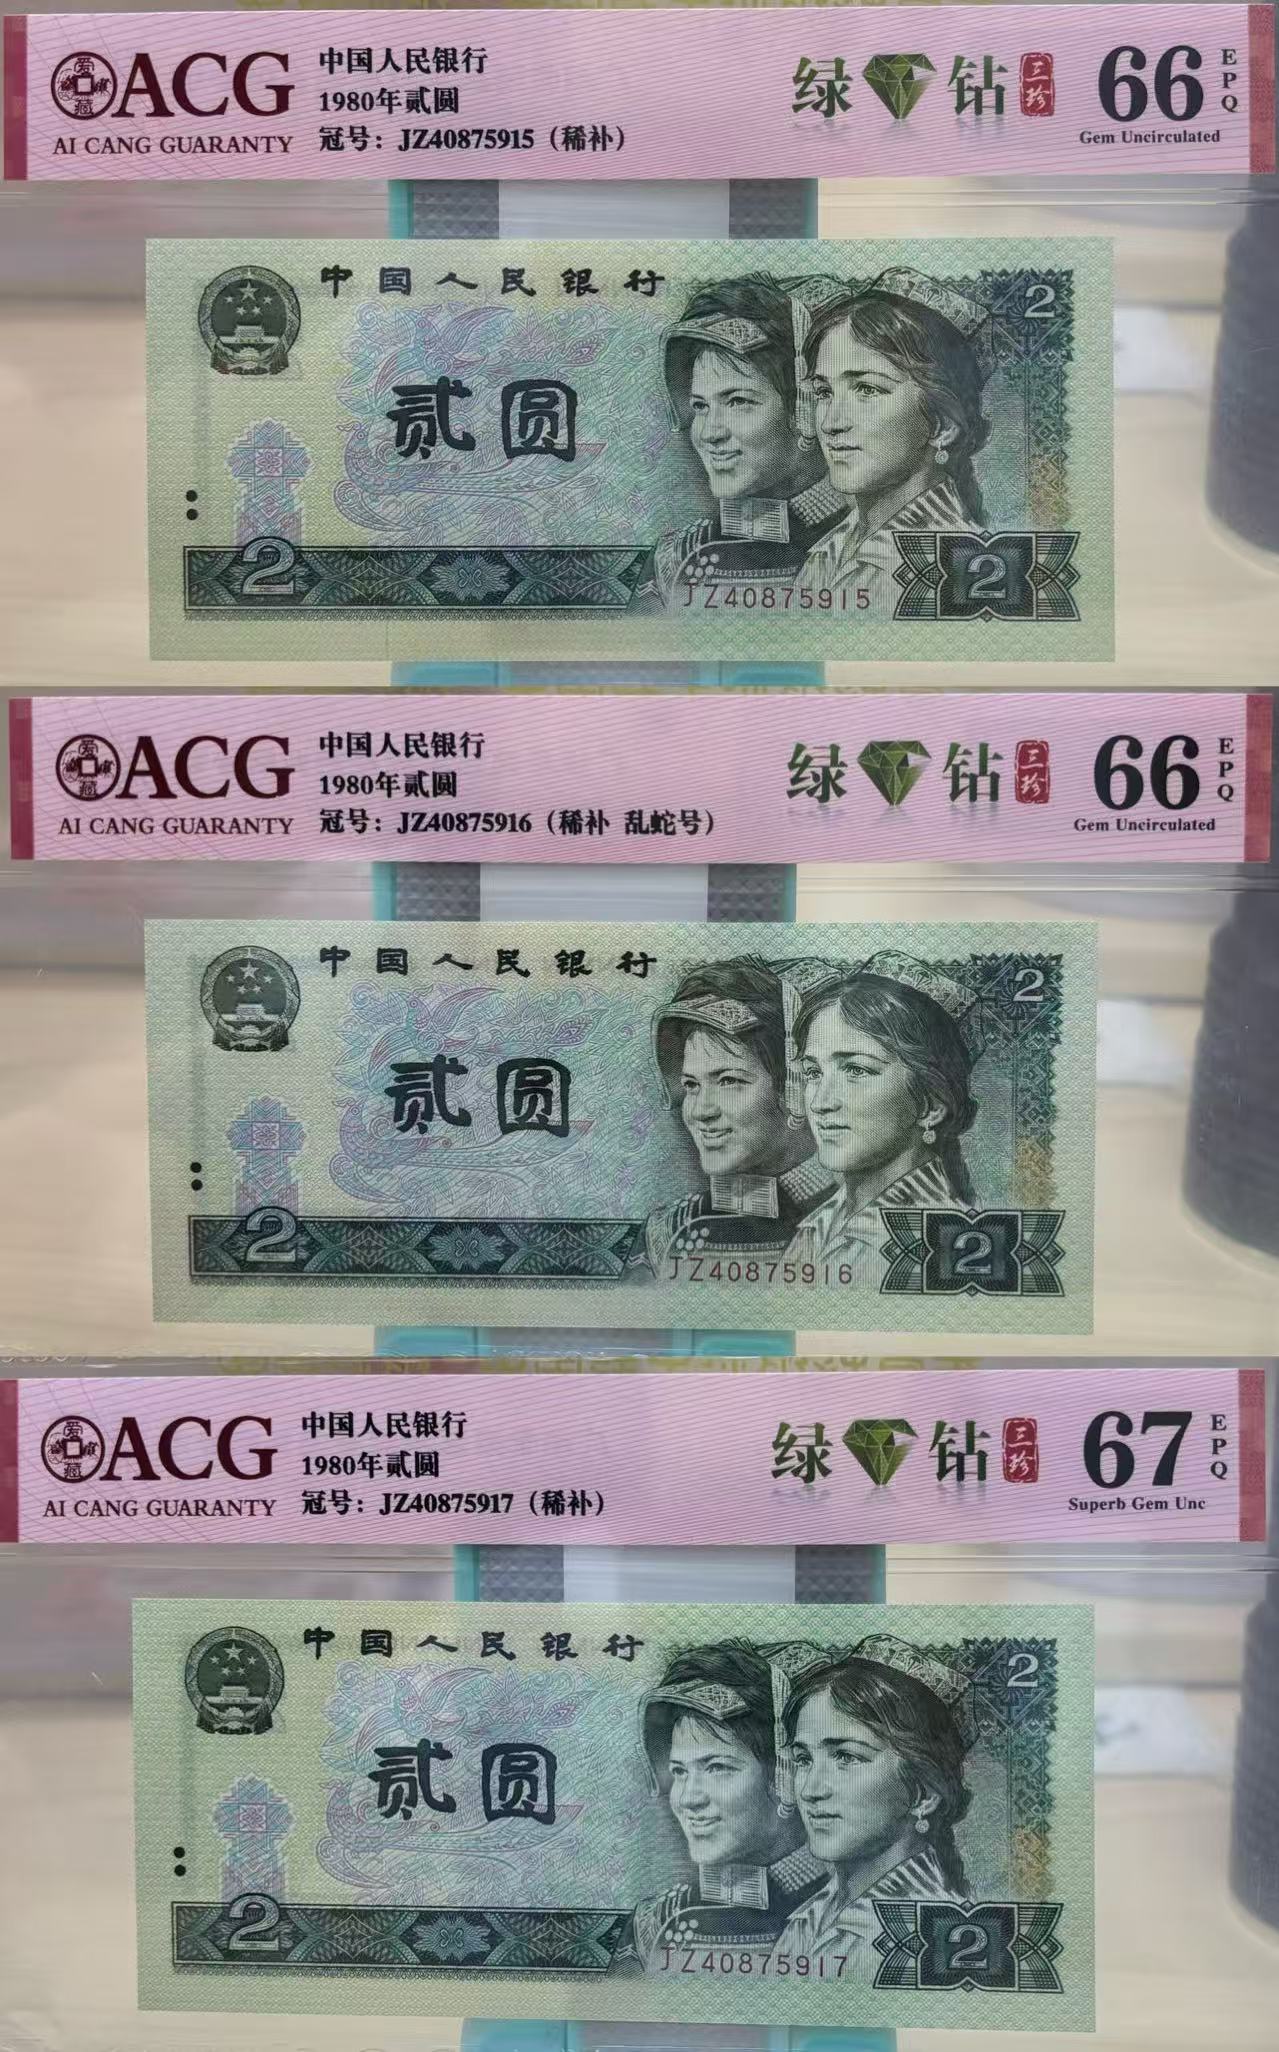 爱藏
ACG
AI CANG GUARANTY
中国人民银行
1980年贰圆
冠号：JZ40875915（稀补）
绿 钻 三珍
66 EPQ
Gem Uncirculated
中国人民银行
2
贰圆
2
JZ40875915
2
爱藏
ACG
AI CANG GUARANTY
中国人民银行
1980年贰圆
冠号：JZ40875916（稀补 乱蛇号）
绿 钻 三珍
66 EPQ
Gem Uncirculated
中国人民银行
2
贰圆
2
JZ40875916
2
爱藏
ACG
AI CANG GUARANTY
中国人民银行
1980年贰圆
冠号：JZ40875917（稀补）
绿 钻 三珍
67 EPQ
Superb Gem Unc
中国人民银行
2
贰圆
2
JZ40875917
2